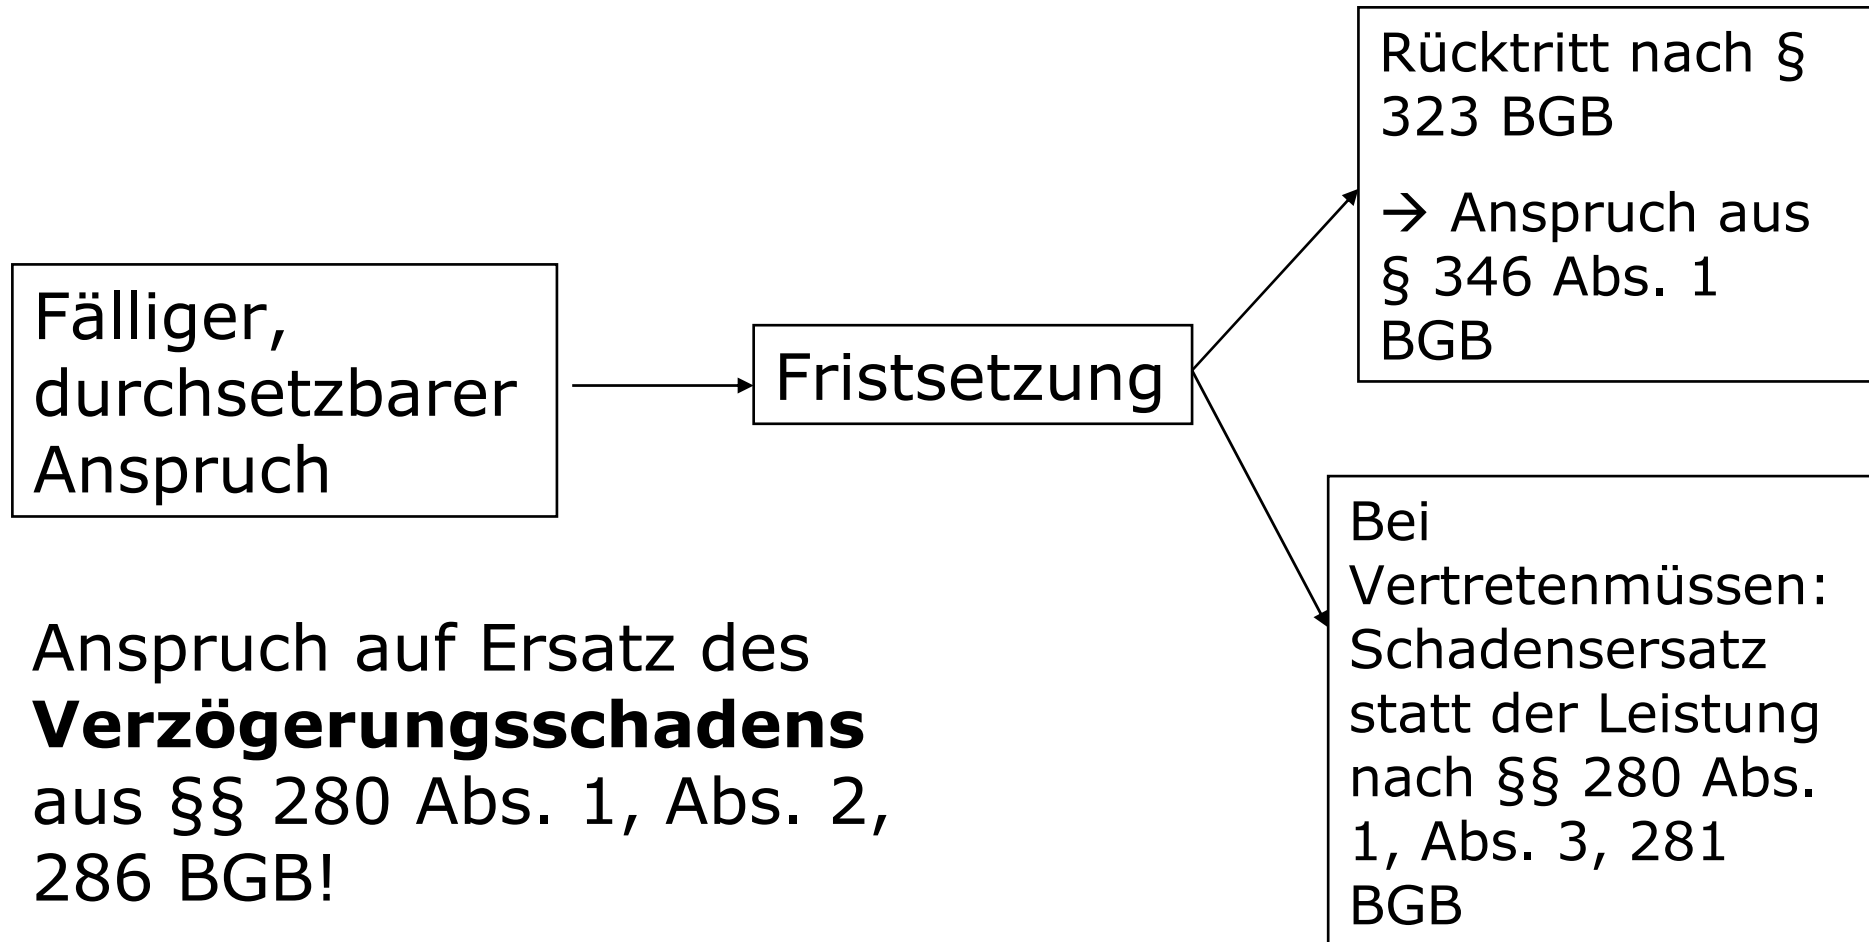 Fälliger,
durchsetzbarer
Anspruch
Fristsetzung
Rücktritt nach §
323 BGB
→ Anspruch aus
§ 346 Abs. 1
BGB
Bei
Vertretenmüssen:
Schadensersatz
statt der Leistung
nach §§ 280 Abs.
1, Abs. 3, 281
BGB
Anspruch auf Ersatz des
Verzögerungsschadens
aus §§ 280 Abs. 1, Abs. 2,
286 BGB!